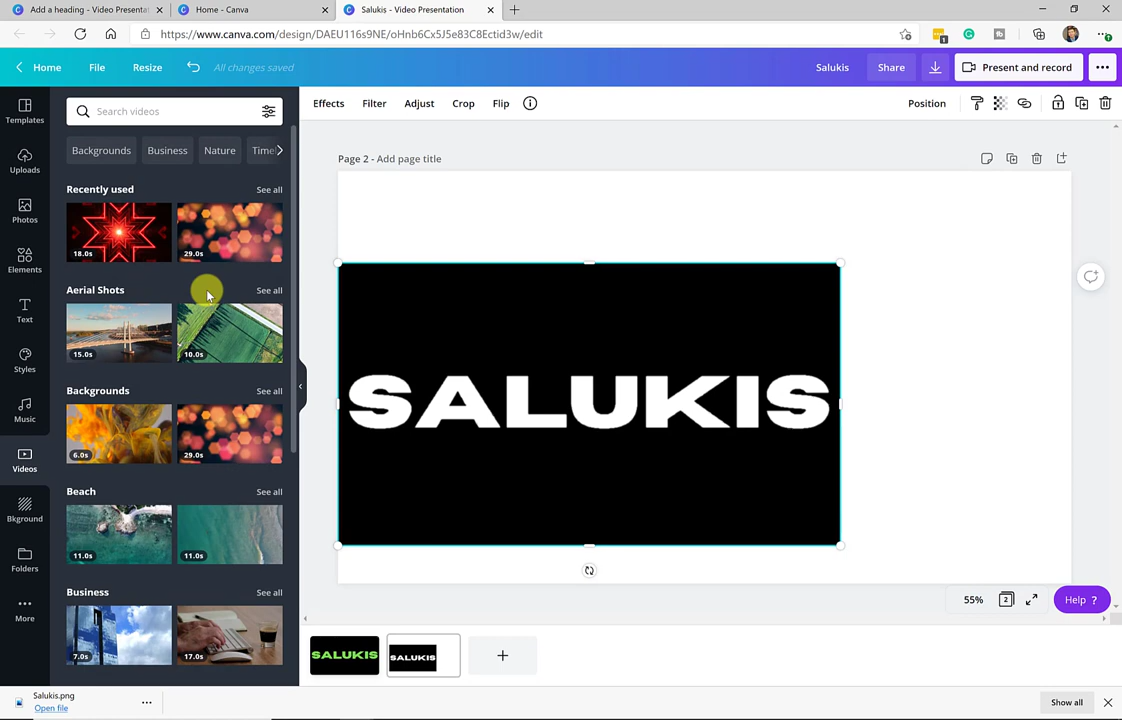 Add a heading - Video Presenta
Home - Canva
Salukis - Video Presentation
https://www.canva.com/design/DAEU116s9NE/oHnb6Cx5J5e83C8Ectid3w/edit
1
Home
File
Resize
All changes saved
Salukis
Share
Present and record
Templates
Uploads
Photos
Elements
Text
Styles
Music
Videos
Bkground
Folders
More
Search videos
Backgrounds
Business
Nature
Time
Recently used
See all
18.0s
29.0s
Aerial Shots
See all
15.0s
10.0s
Backgrounds
See all
6.0s
29.0s
Beach
See all
11.0s
11.0s
Business
See all
7.0s
17.0s
Effects
Filter
Adjust
Crop
Flip
Position
Page 2 - Add page title
SALUKIS
55%
2
Help ?
SALUKIS
SALUKIS
Salukis.png
Open file
Show all